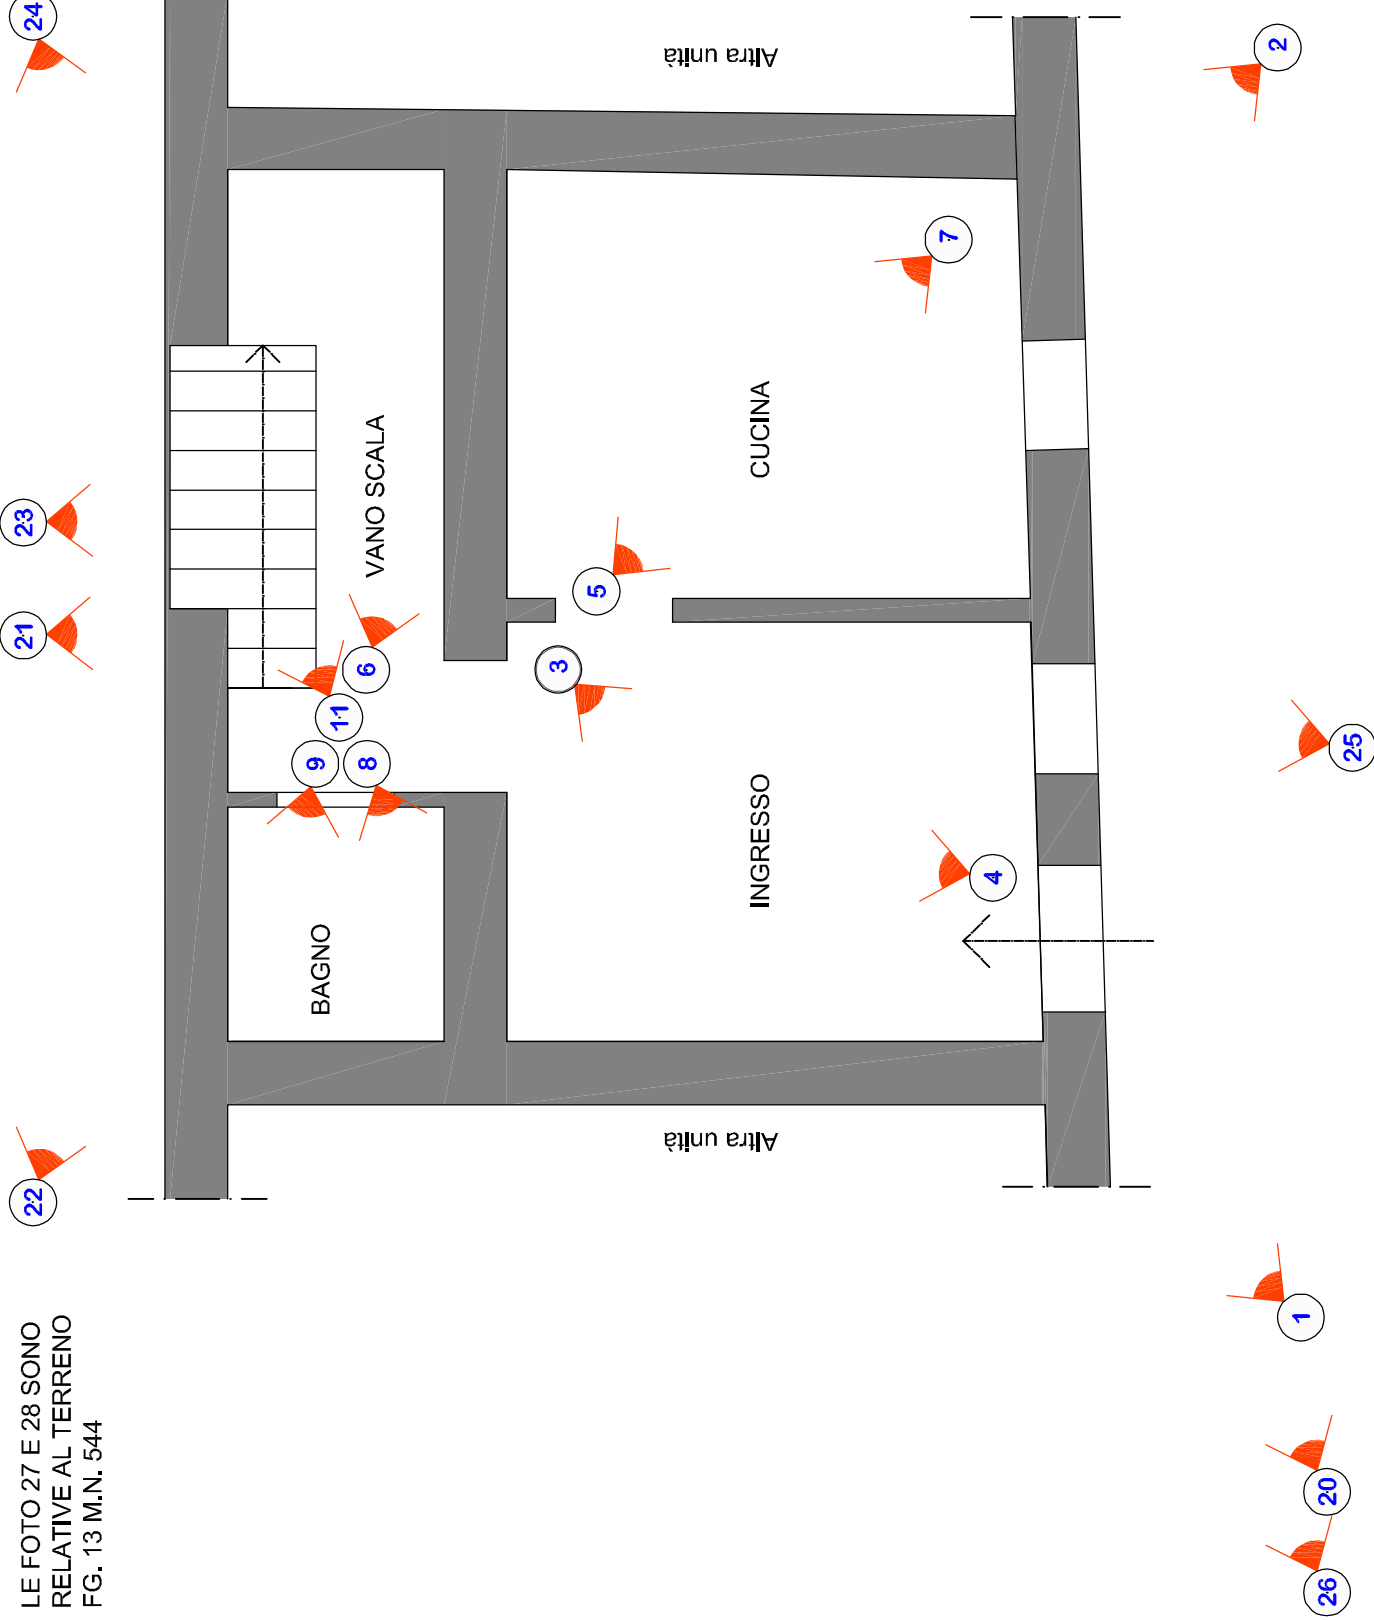 LE FOTO 27 E 28 SONO
RELATIVE AL TERRENO
FG. 13 M.N. 544
22
21
23
24
BAGNO
9
8
11
6
VANO SCALA
3
5
INGRESSO
CUCINA
4
7
Altra unità
Altra unità
26
20
1
25
2